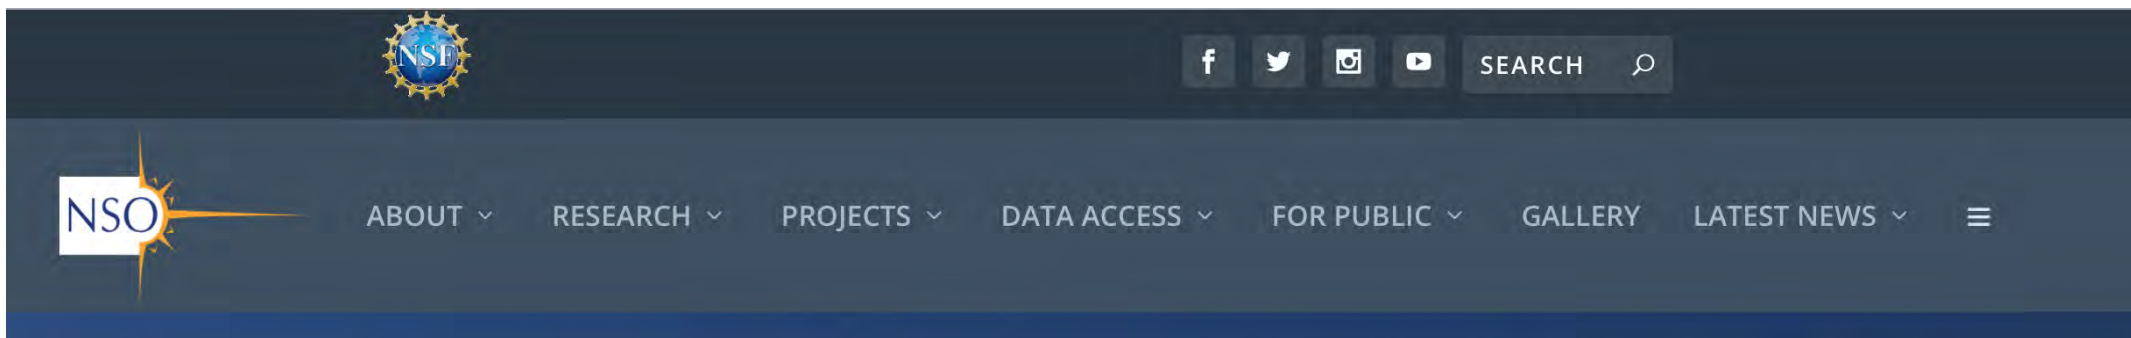 NSF
SEARCH
NSO
ABOUT RESEARCH PROJECTS DATA ACCESS FOR PUBLIC GALLERY LATEST NEWS